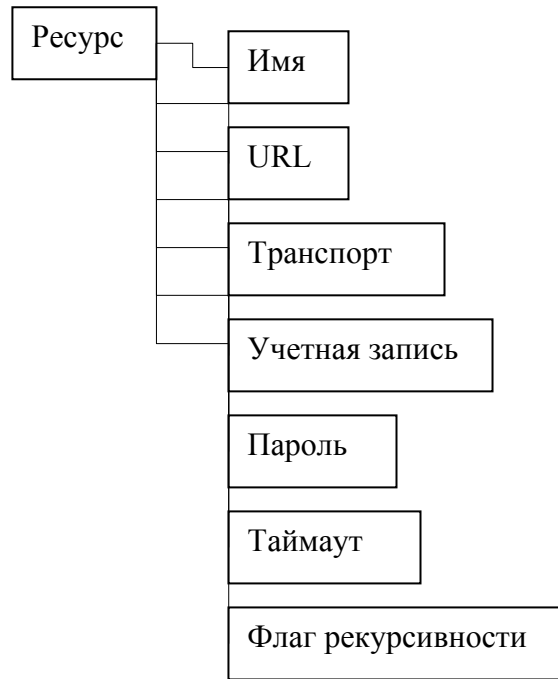 Ресурс
Имя
URL
Транспорт
Учетная запись
Пароль
Таймаут
Флаг рекурсивности